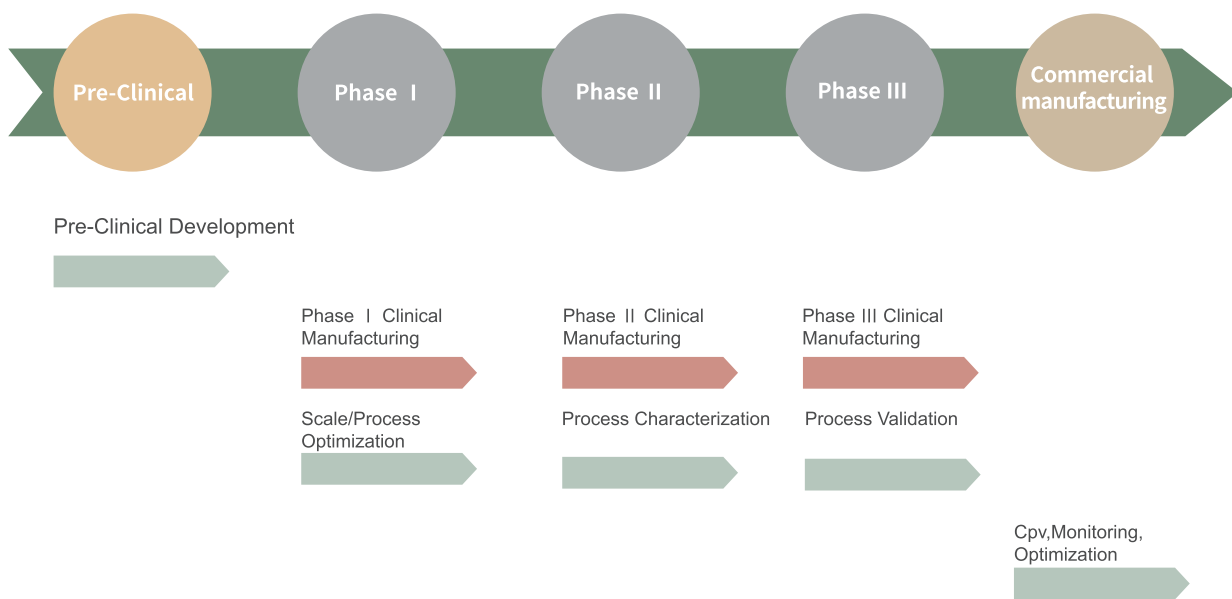 Pre-Clinical
Phase I
Phase II
Phase III
Commercial
manufacturing
Pre-Clinical Development
Phase I Clinical
Manufacturing
Phase II Clinical
Manufacturing
Phase III Clinical
Manufacturing
Scale/Process
Optimization
Process Characterization
Process Validation
Cpv,Monitoring,
Optimization